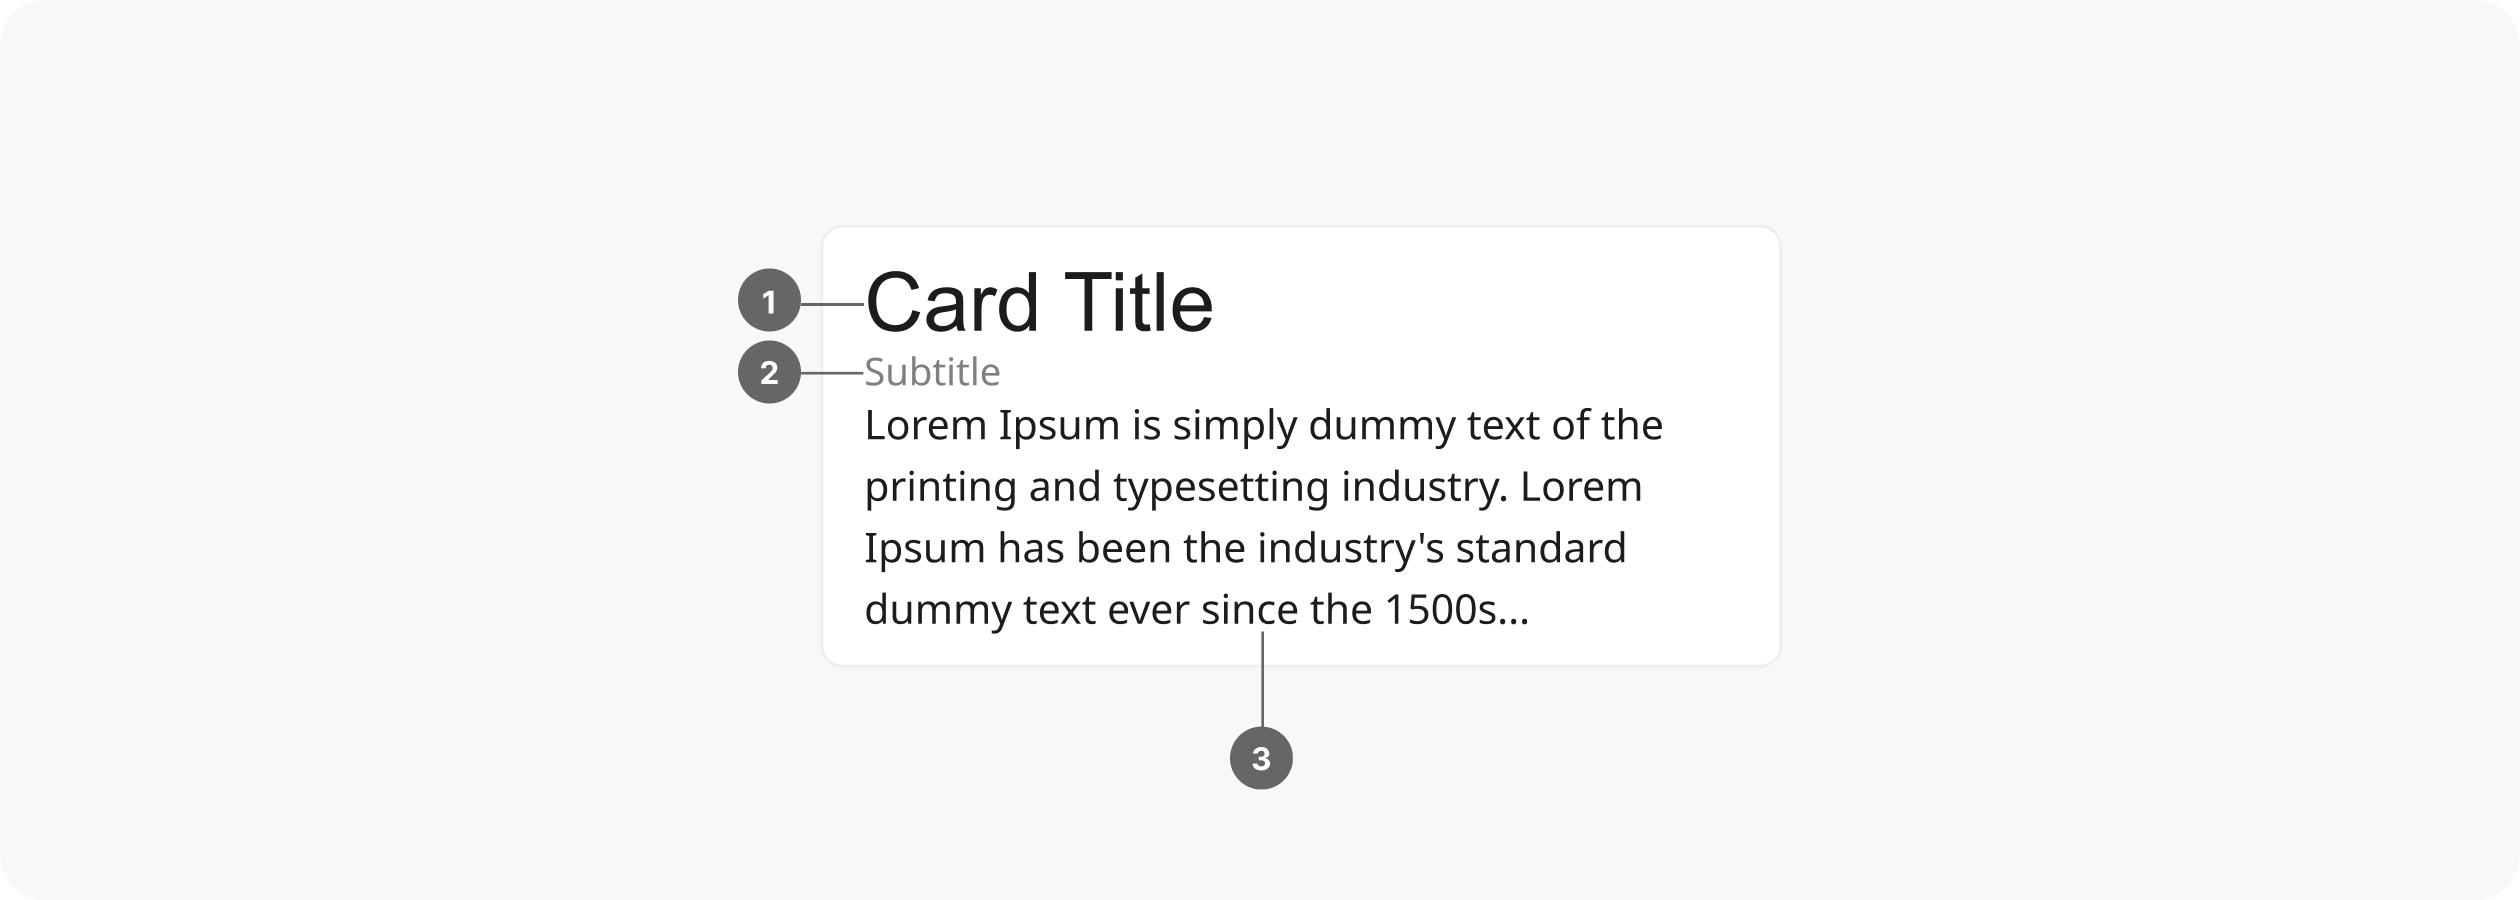 1
Card Title
2
Subtitle
Lorem Ipsum is simply dummy text of the
printing and typesetting industry. Lorem
Ipsum has been the industry's standard
dummy text ever since the 1500s...
3